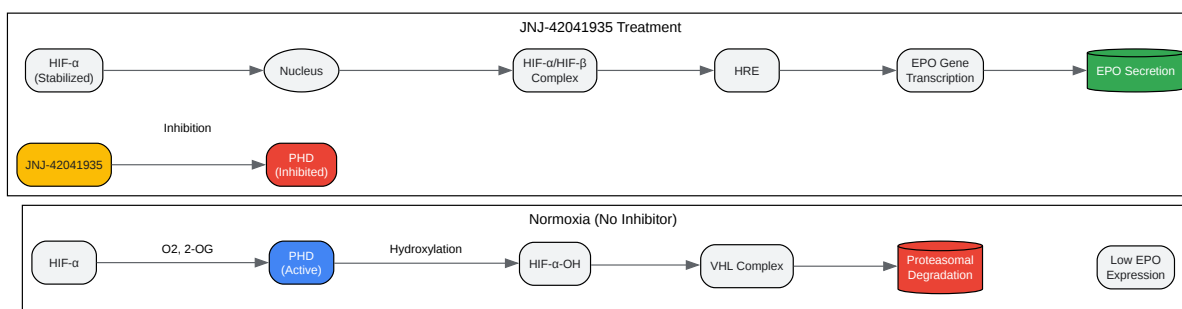 JNJ-42041935 Treatment
HIF-α
(Stabilized)
Nucleus
HIF-α/HIF-β
Complex
HRE
EPO Gene
Transcription
EPO Secretion
Inhibition
JNJ-42041935
PHD
(Inhibited)
Normoxia (No Inhibitor)
HIF-α
O2, 2-OG
PHD
(Active)
Hydroxylation
HIF-α-OH
VHL Complex
Proteasomal
Degradation
Low EPO
Expression